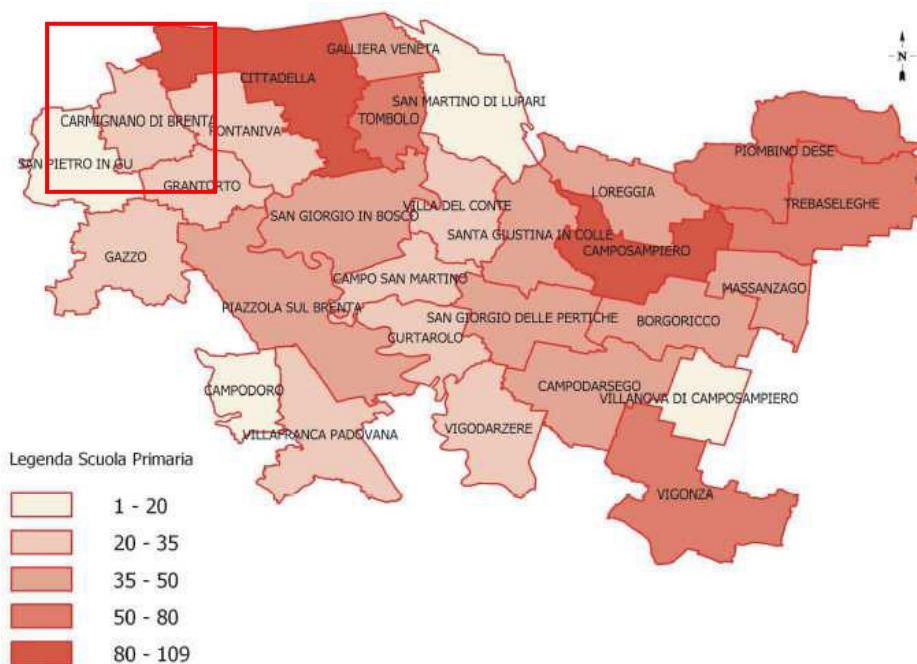 GALLIERA VENETA
N
CITTADELLA
SAN MARTINO DI LUPARI
CARMIGNANO DI BRENTA
TOMBOLO
FONTANIVA
PIOMBINO DESE
SAN PIETRO IN GU
LOREGGIA
GRANTORTO
TREBASELEGHE
VILLA DEL CONTE
SAN GIORGIO IN BOSCO
SANTA GIUSTINA IN COLLE
CAMPOSAMPIERO
GAZZO
CAMPO SAN MARTINO
MASSANZAGO
PIAZZOLA SUL BRENTA
SAN GIORGIO DELLE PERTICHE
BORGORICCO
CURTAROLO
CAMPODORO
CAMPODARSEGO
VILLANOVA DI CAMPOSAMPIERO
VILLAFRANCA PADOVANA
VIGODARZERE
VIGONZA
Legenda Scuola Primaria
1 - 20
20 - 35
35 - 50
50 - 80
80 - 109